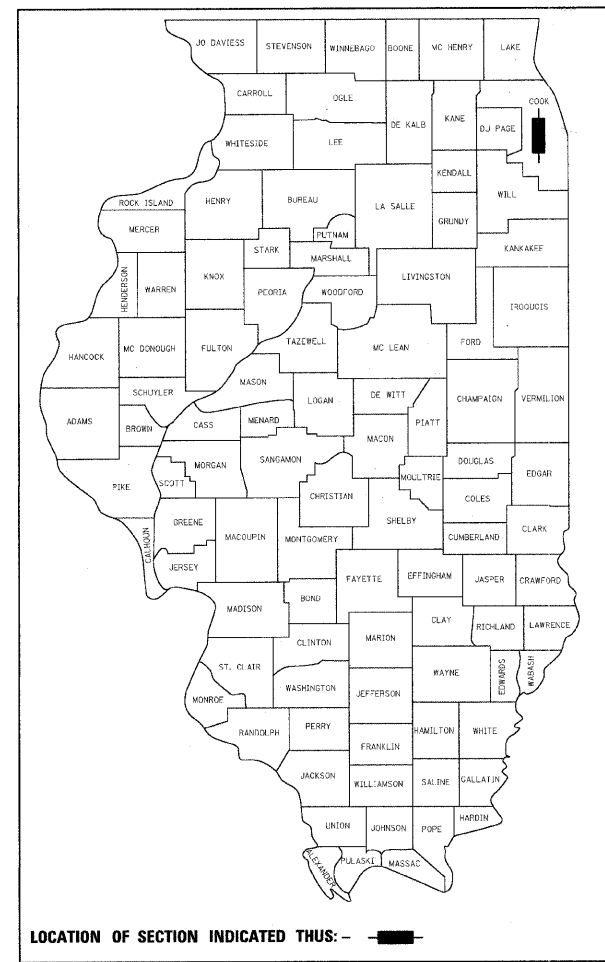 JO DAVIESS STEVENSON WINNEBAGO BOONE MC HENRY LAKE
CARROLL OGLE COOK
DE KALB KANE DJ PAGE
WHITESIDE LEE
KENDALL
ROCK ISLAND HENRY BUREAU LA SALLE WILL
MERCER PUTNAM GRUNDY
STARK MARSHALL KANKAKEE
HENDERSON WARREN KNOX PEORIA WOODFORD LIVINGSTON
IROQUOIS
HANCOCK MC DONOUGH FULTON TAZEWELL MC LEAN FORD
MASON
SCHUYLER LOGAN DE WITT CHAMPAIGN VERMILION
ADAMS BROWN CASS MENARD PIATT
MACON
PIKE SCOTT MORGAN SANGAMON MOULTRIE DOUGLAS EDGAR
CHRISTIAN COLES
CALHOUN GREENE MACOUPIN SHELBY
MONTGOMERY CUMBERLAND CLARK
JERSEY
FAYETTE EFFINGHAM JASPER CRAWFORD
MADISON BOND
CLAY RICHLAND LAWRENCE
CLINTON MARION
ST. CLAIR WAYNE EDWARDS WABASH
MONROE WASHINGTON JEFFERSON
RANDOLPH PERRY HAMILTON WHITE
FRANKLIN
JACKSON WILLIAMSON SALINE GALLATIN
UNION JOHNSON POPE HARDIN
ALEXANDER PULASKI MASSAC
LOCATION OF SECTION INDICATED THUS: -